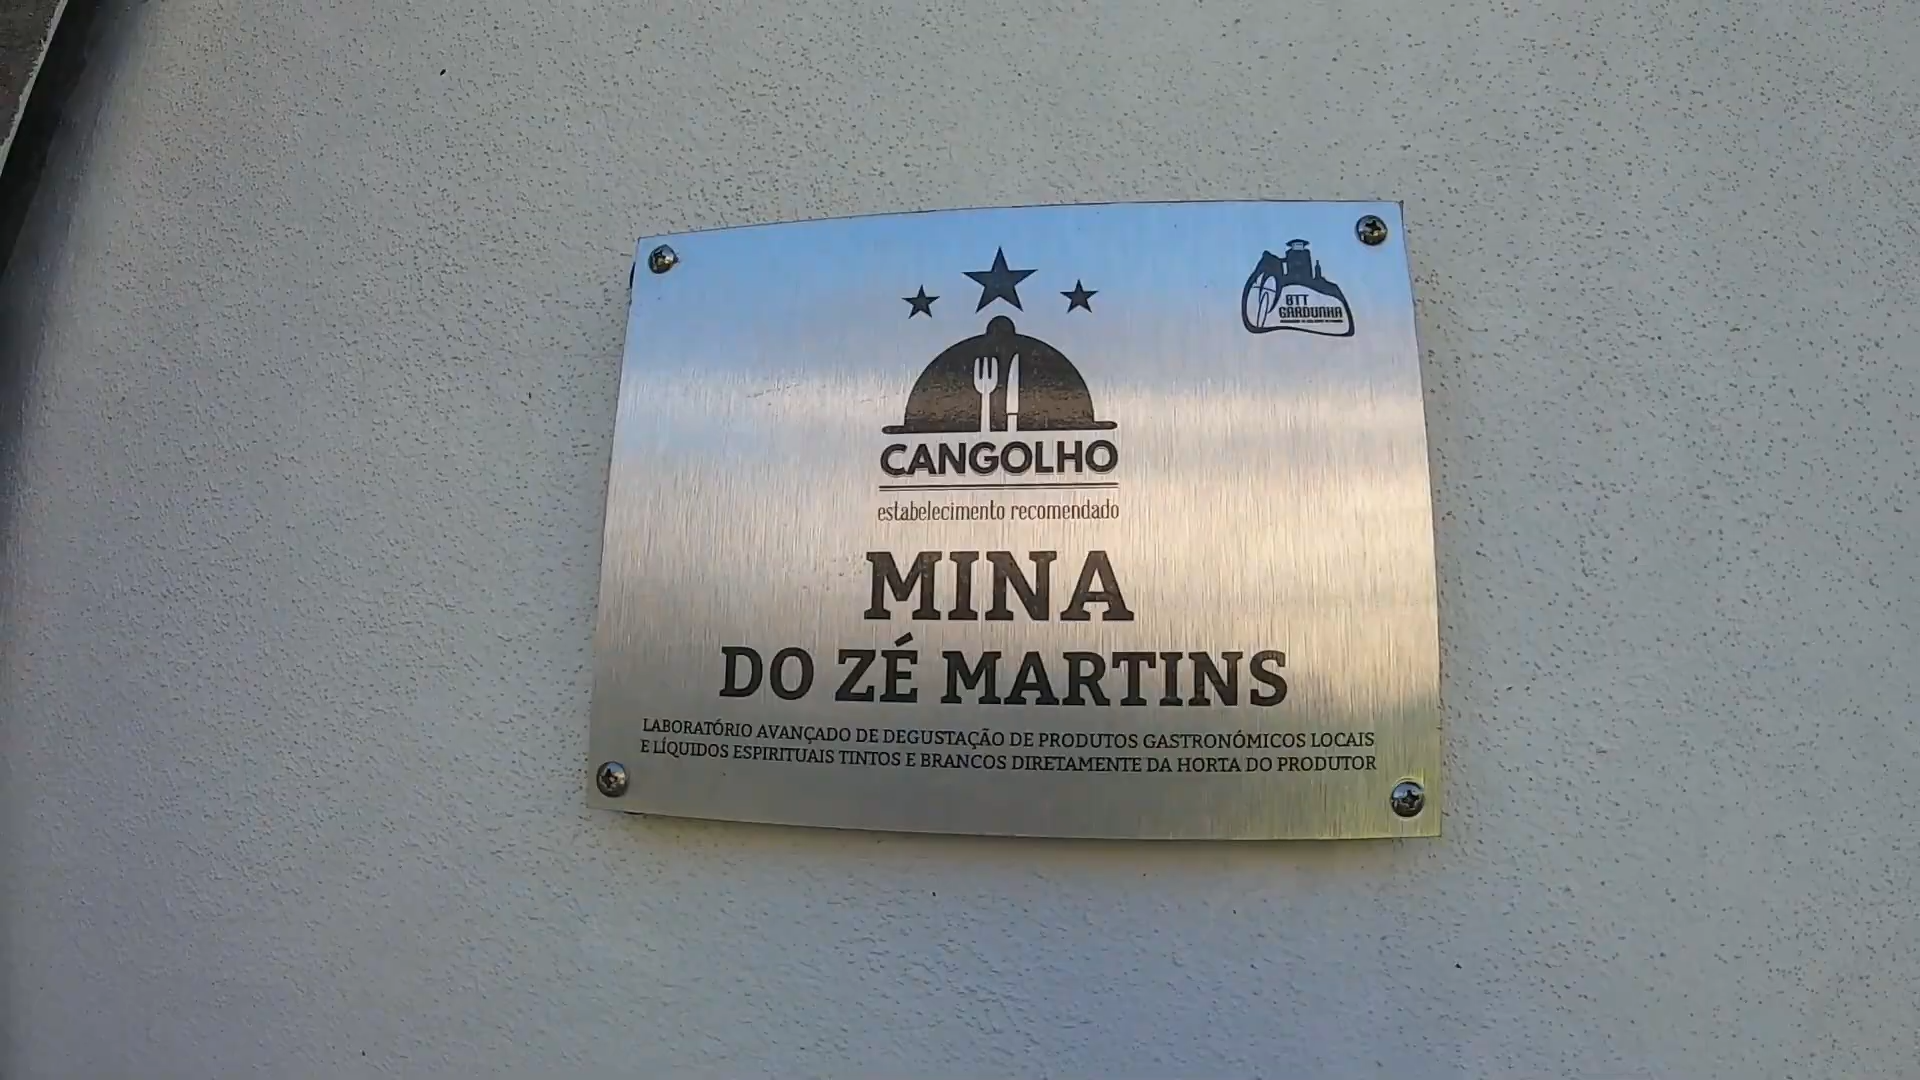 BTT
GARDUNHA
CANGOLHO
estabelecimento recomendado
MINA
DO ZÉ MARTINS
LABORATÓRIO AVANÇADO DE DEGUSTAÇÃO DE PRODUTOS GASTRONÓMICOS LOCAIS
E LÍQUIDOS ESPIRITUAIS TINTOS E BRANCOS DIRETAMENTE DA HORTA DO PRODUTOR